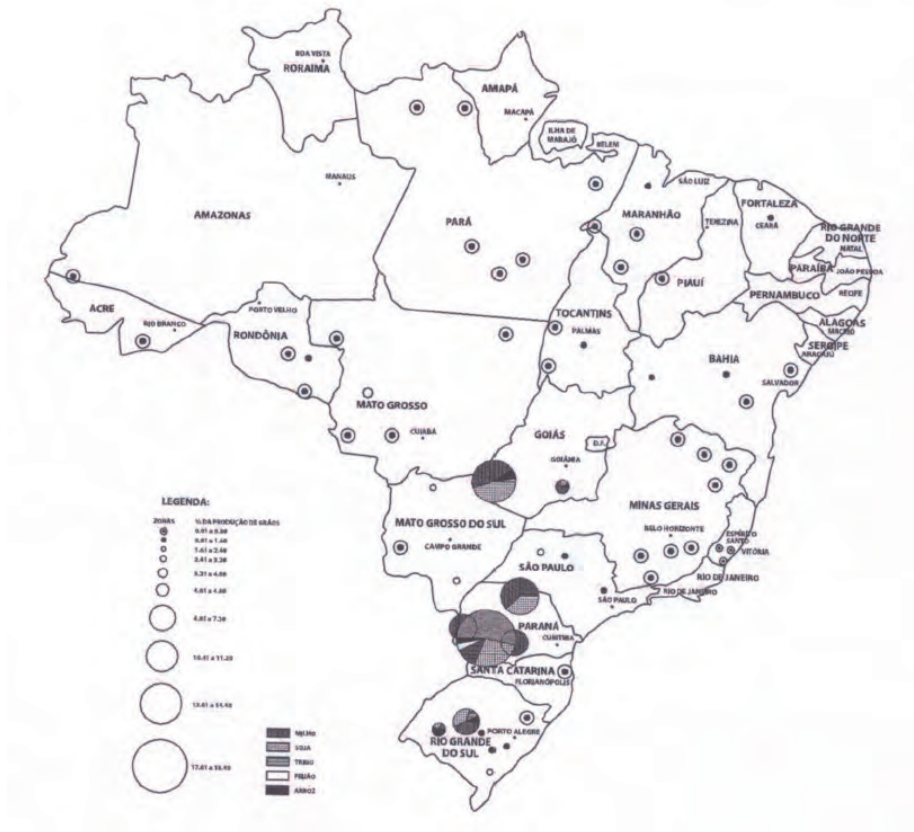 BOA VISTA
RORAIMA
AMAPÁ
MACAPÁ
ILHA DE
MARAJÓ
BELEM
MANAUS
AMAZONAS
PARÁ
SÃO LUIZ
MARANHÃO
TEREZINA
FORTALEZA
CEARÁ
RIO GRANDE
DO NORTE
NATAL
PARAÍBA
JOÃO PESSOA
PIAUÍ
PERNAMBUCO
RECIFE
ALAGOAS
MACEIÓ
SERGIPE
ARACAJÚ
ACRE
RIO BRANCO
PORTO VELHO
RONDÔNIA
TOCANTINS
PALMAS
BAHIA
SALVADOR
MATO GROSSO
CUIABÁ
GOIÁS
D.F.
GOIÂNIA
MINAS GERAIS
BELO HORIZONTE
ESPÍRITO
SANTO
VITÓRIA
MATO GROSSO DO SUL
CAMPO GRANDE
SÃO PAULO
SÃO PAULO
RIO DE JANEIRO
RIO DE JANEIRO
PARANÁ
CURITIBA
SANTA CATARINA
FLORIANÓPOLIS
PORTO ALEGRE
RIO GRANDE
DO SUL
LEGENDA:
ZONAS
% DA PRODUÇÃO DE GRÃOS
MILHO
SOJA
TRIGO
FEIJÃO
ARROZ